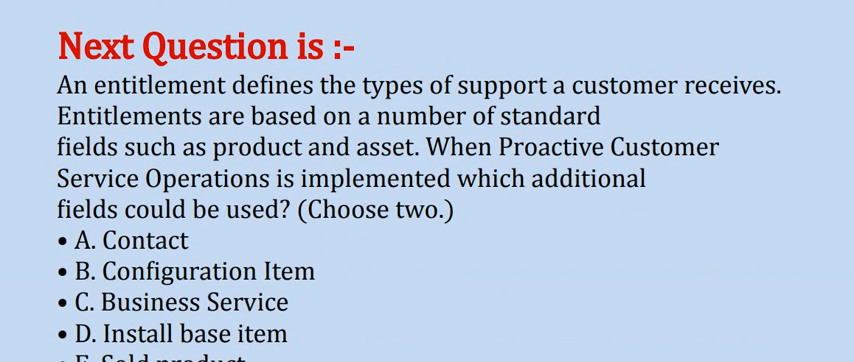 Next Question is :-
An entitlement defines the types of support a customer receives.
Entitlements are based on a number of standard
fields such as product and asset. When Proactive Customer
Service Operations is implemented which additional
fields could be used? (Choose two.)
• A. Contact
• B. Configuration Item
• C. Business Service
• D. Install base item
• E. Sold product